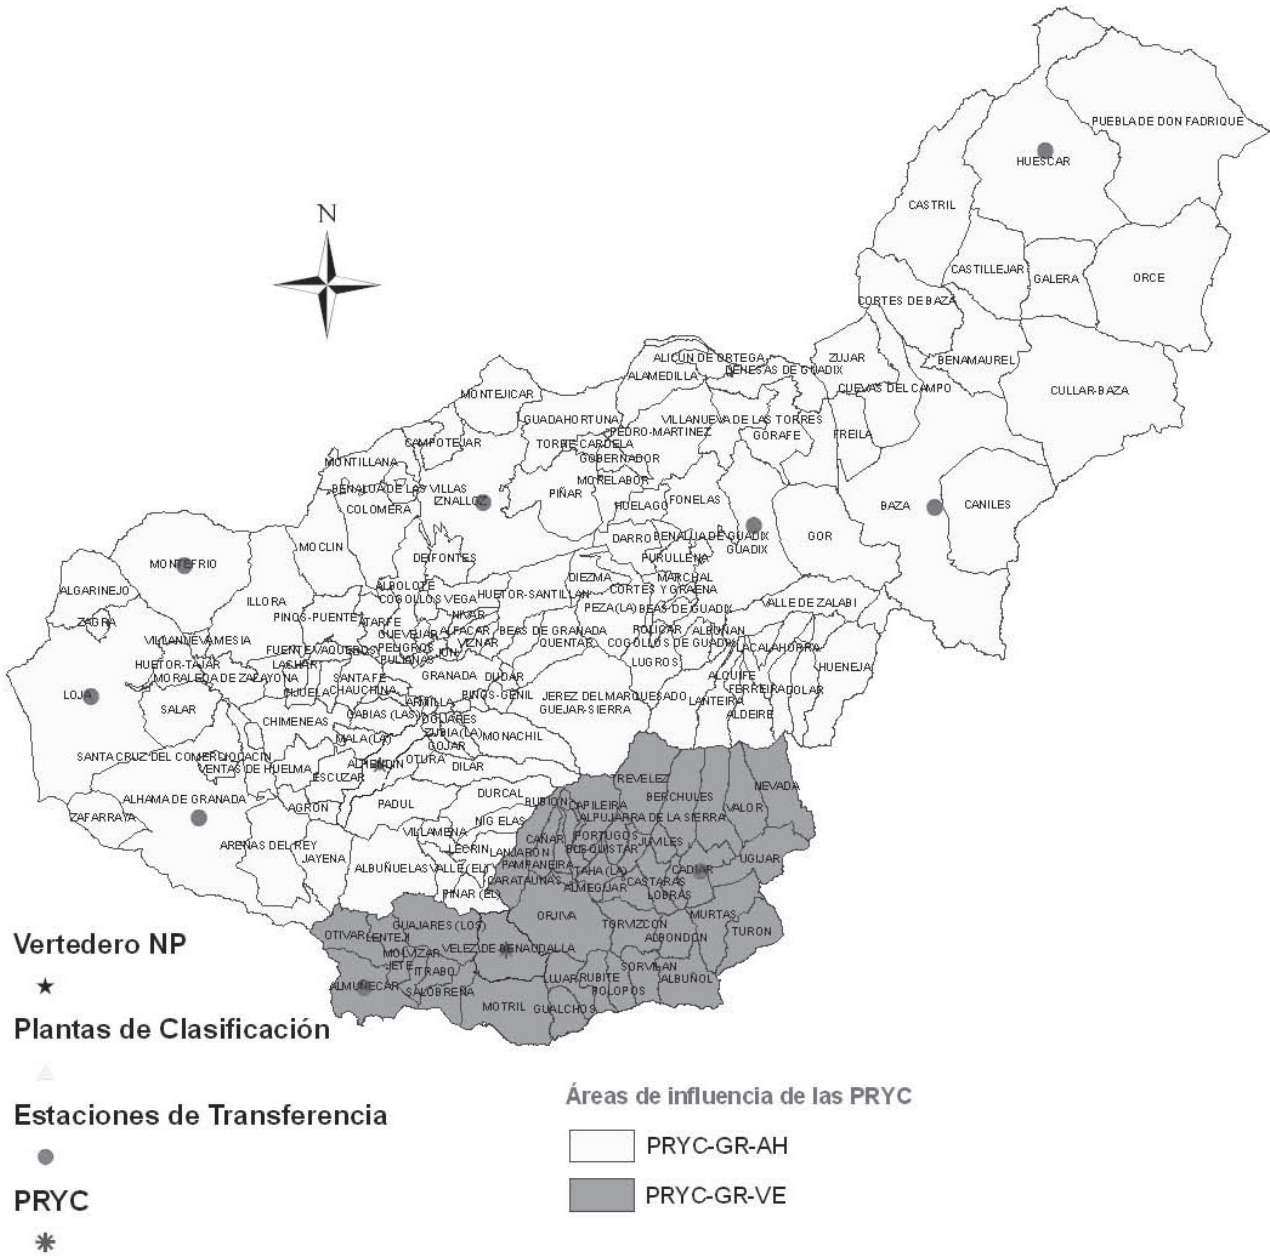 PUEBLA DE DON FADRIQUE
HUESCAR
CASTRIL
CASTILLEJAR
GALERA
ORCE
N
CORTES DE BAZA
ALICUN DE ORTEGA
DEHESAS DE GUADIX
ALAMEDILLA
ZUJAR
BENAMAUREL
CUEVAS DEL CAMPO
CULLAR-BAZA
MONTEJICAR
GUADAHORTUNA
VILLANUEVA DE LAS TORRES
PEDRO-MARTINEZ
GORAFE
FREILA
CAMPOTEJAR
TORRE-CARDELA
GOBERNADOR
MONTILLANA
MORELABOR
BENALUA DE LAS VILLAS
IZNALLOZ
PIÑAR
FONELAS
HUELAGO
BAZA
CANILES
COLOMERA
DARRO
BENALUA DE GUADIX
GUADIX
GOR
MOCLIN
DEIFONTES
PURULLENA
MONTEFRIO
DIEZMA
MARCHAL
ALGARINEJO
ALBOLOTE
CORTES Y GRAENA
COGOLLOS VEGA
HUETOR-SANTILLAN
ILLORA
PEZA (LA)
BEAS DE GUADIX
VALLE DE ZALABI
PINOS-PUENTE
NIVAR
ZAGRA
ATARFE
GUEVEJAR
ALFACAR
BEAS DE GRANADA
POLICAR
ALBUÑAN
VILLANUEVA MESIA
VIZNAR
QUENTAR
COGOLLOS DE GUADIX
LACALAHORRA
FUENTE VAQUEROS
PELIGROS
JUN
PULIANAS
HUETOR-TAJAR
LACHAR
LUGROS
HUENEJA
MORALEDA DE ZAFAYONA
SANTA FE
GRANADA
DUDAR
ALQUIFE
CIJUELA
CHAUCHINA
PINOS-GENIL
JEREZ DEL MARQUESADO
FERREIRA
DOLAR
LOJA
ARMILLA
LANTEIRA
SALAR
GUEJAR-SIERRA
GABIAS (LAS)
OGIJARES
ALDEIRE
CHIMENEAS
ZUBIA (LA)
MONACHIL
MALA (LA)
GOJAR
SANTA CRUZ DEL COMERCIO
CACIN
OTURA
VENTAS DE HUELMA
ALHENDIN
DILAR
ESCUZAR
TREVELEZ
NEVADA
ALHAMA DE GRANADA
DURCAL
BERCHULES
AGRON
PADUL
BUBION
CAPILEIRA
VALOR
ZAFARRAYA
ALPUJARRA DE LA SIERRA
NIGÜELAS
VILLAMENA
PORTUGOS
ARENAS DEL REY
LECRIN
CAÑAR
JUVILES
LANJARON
BUSQUISTAR
JAYENA
UGIJAR
ALBUÑUELAS
VALLE (EL)
PAMPANEIRA
TAHA (LA)
CADIAR
CARATAUNAS
CASTARAS
ALMEGIJAR
PINAR (EL)
LOBRAS
ORJIVA
MURTAS
GUAJARES (LOS)
TORVIZCON
OTIVAR
LENTEJI
ALBONDON
TURON
MOLVIZAR
VELEZ DE BENAUDALLA
JETE
ITRABO
SORVILAN
LUJAR
RUBITE
ALBUÑOL
ALMUÑECAR
SALOBREÑA
POLOPOS
MOTRIL
GUALCHOS
Vertedero NP
Plantas de Clasificación
Estaciones de Transferencia
PRYC
Áreas de influencia de las PRYC
PRYC-GR-AH
PRYC-GR-VE